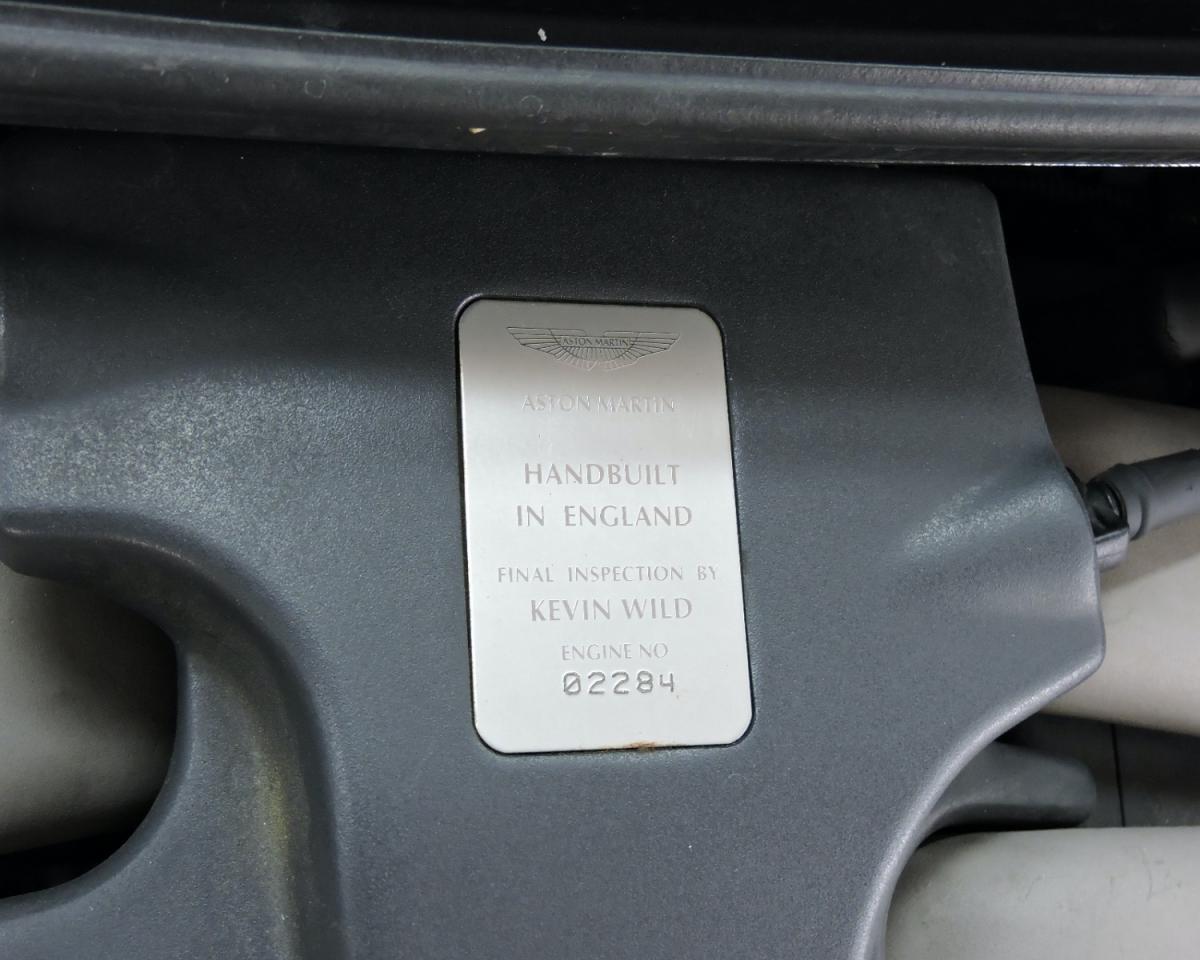 ASTON MARTIN
ASTON MARTIN
HANDBUILT
IN ENGLAND
FINAL INSPECTION BY
KEVIN WILD
ENGINE NO
02284